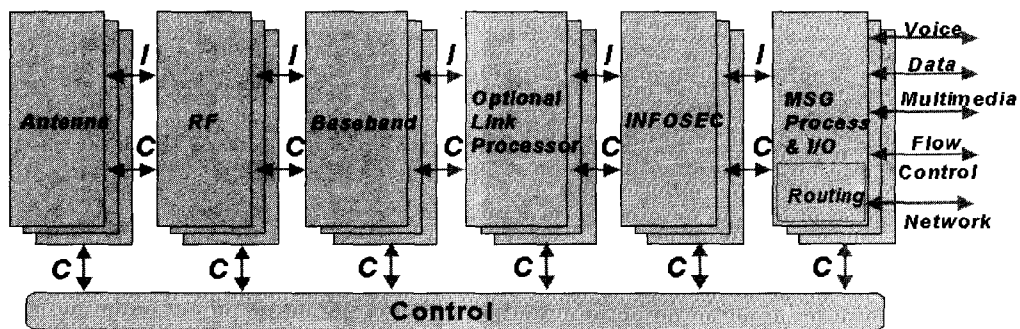 I I I I I
Antenna
RF
Baseband
Optional
Link
Processor
INFOSEC
MSG
Process
& I/O
Routing
C C C C C
Voice
Data
Multimedia
Flow
Control
Network
C C C C C C
Control